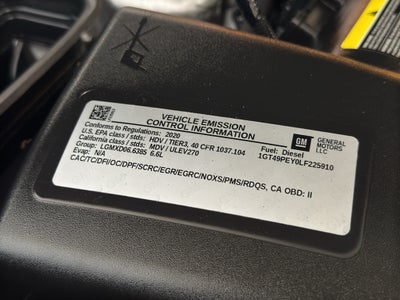 VEHICLE EMISSION
CONTROL INFORMATION
Conforms to Regulations: 2020
U.S. EPA class / stds: HDV / TIER3, 40 CFR 1037.104
California class / stds: MDV / ULEV270
Group: LGMXD06.6385 6.6L
Evap: N/A
Fuel: Diesel
1GT49PEY0LF225910
CAC/TC/DFI/OC/DPF/SCRC/EGR/EGRC/NOXS/PMS/RDQS, CA OBD: II
GM
GENERAL
MOTORS
LLC